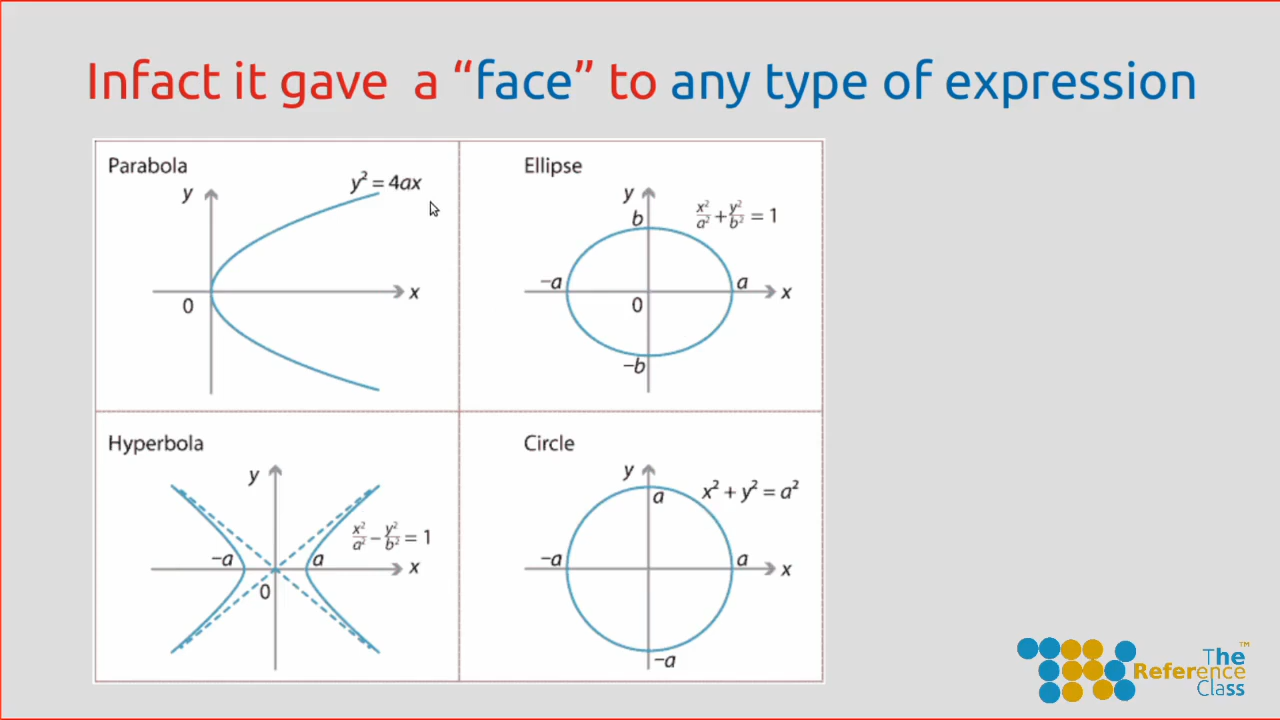 Infact it gave a “face” to any type of expression
Parabola
y² = 4ax
y
x
0
Ellipse
y
b
x²/a² + y²/b² = 1
−a
a
x
0
−b
Hyperbola
y
x²/a² − y²/b² = 1
−a
a
x
0
Circle
y
a
x² + y² = a²
−a
a
x
−a
The
Reference
Class
™